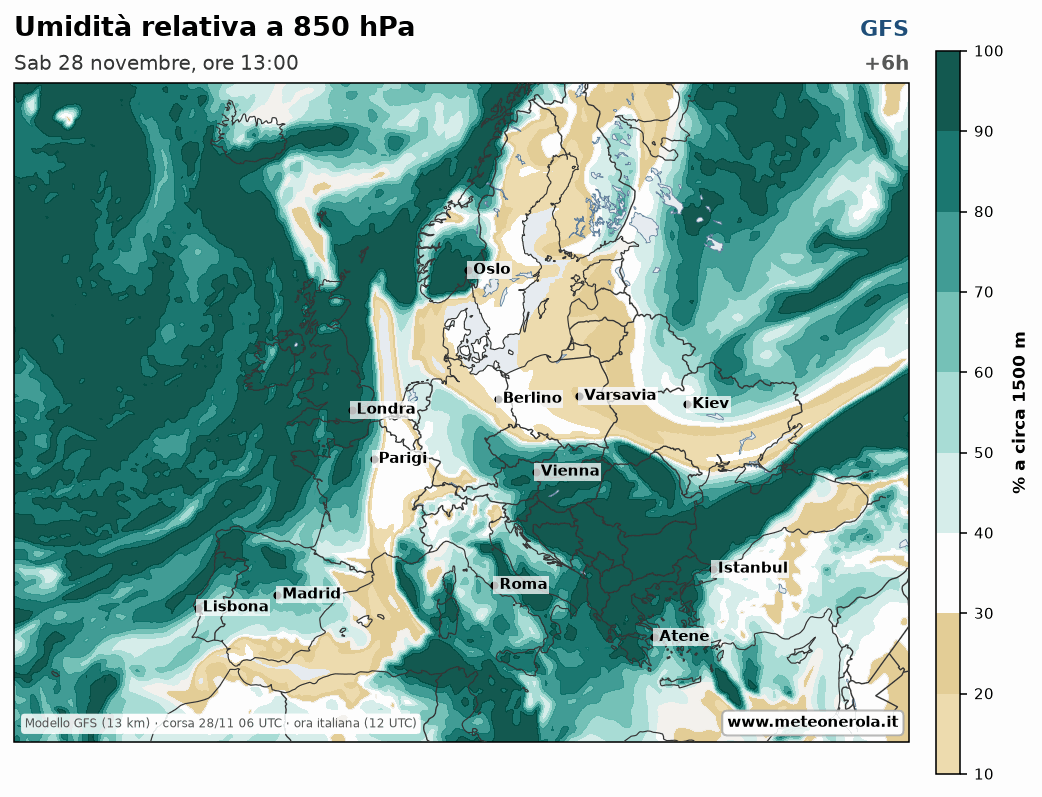 Umidità relativa a 850 hPa
GFS
Sab 28 novembre, ore 13:00
+6h
100
90
80
70
60
50
40
30
20
10
% a circa 1500 m
Oslo
Londra
Berlino
Varsavia
Kiev
Parigi
Vienna
Istanbul
Roma
Madrid
Lisbona
Atene
Modello GFS (13 km) · corsa 28/11 06 UTC · ora italiana (12 UTC)
www.meteonerola.it